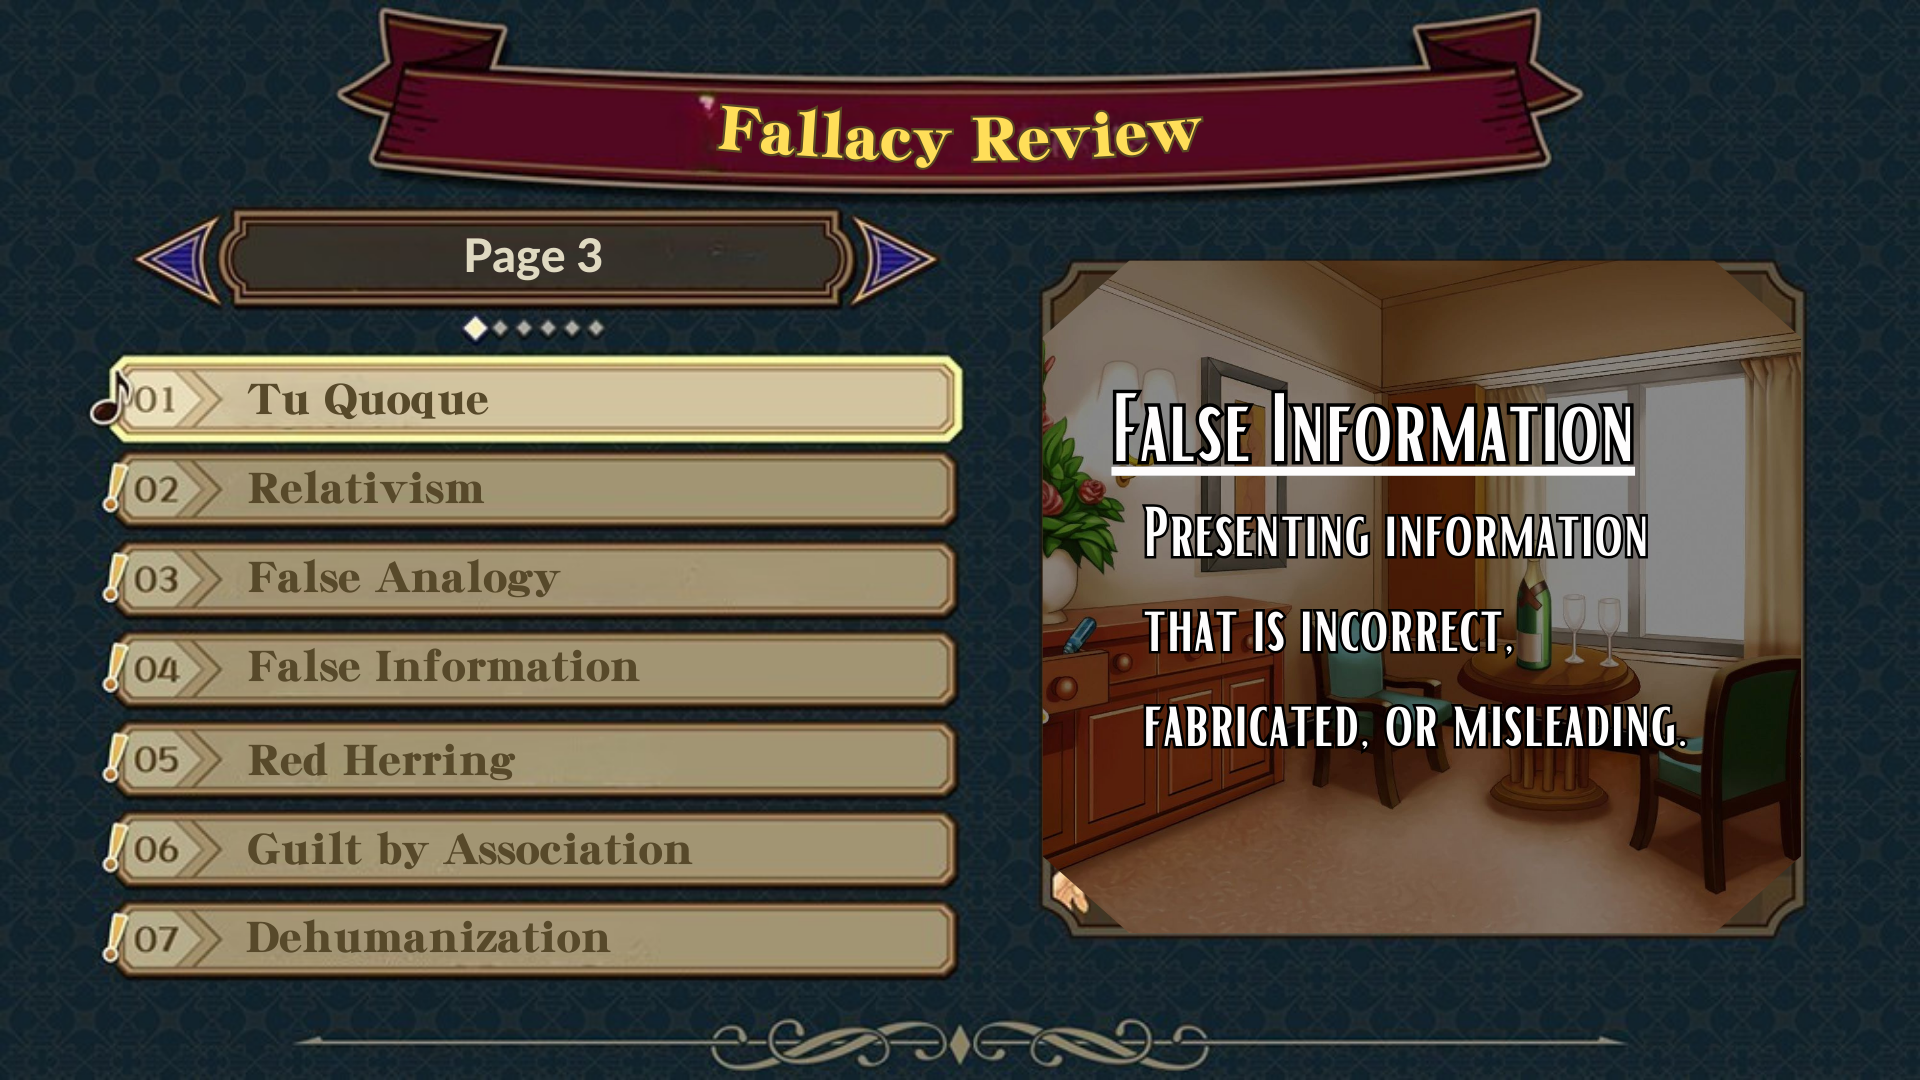 Fallacy Review
Page 3
01 Tu Quoque
02 Relativism
03 False Analogy
04 False Information
05 Red Herring
06 Guilt by Association
07 Dehumanization
False Information
Presenting information
that is incorrect,
fabricated, or misleading.